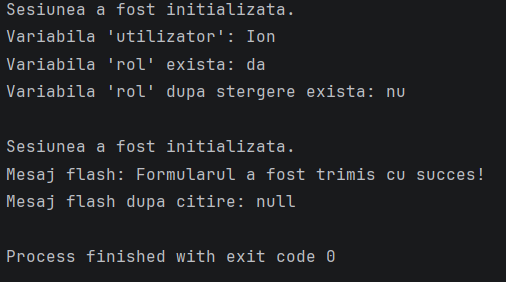 Sesiunea a fost initializata.
Variabila 'utilizator': Ion
Variabila 'rol' exista: da
Variabila 'rol' dupa stergere exista: nu
Sesiunea a fost initializata.
Mesaj flash: Formularul a fost trimis cu succes!
Mesaj flash dupa citire: null
Process finished with exit code 0